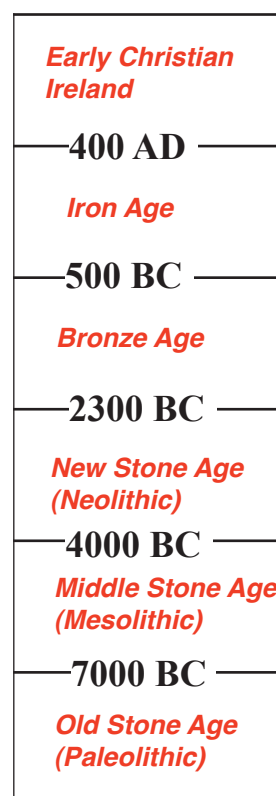 Early Christian
Ireland
400 AD
Iron Age
500 BC
Bronze Age
2300 BC
New Stone Age
(Neolithic)
4000 BC
Middle Stone Age
(Mesolithic)
7000 BC
Old Stone Age
(Paleolithic)